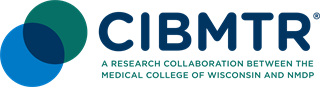 CIBMTR®
A RESEARCH COLLABORATION BETWEEN THE
MEDICAL COLLEGE OF WISCONSIN AND NMDP